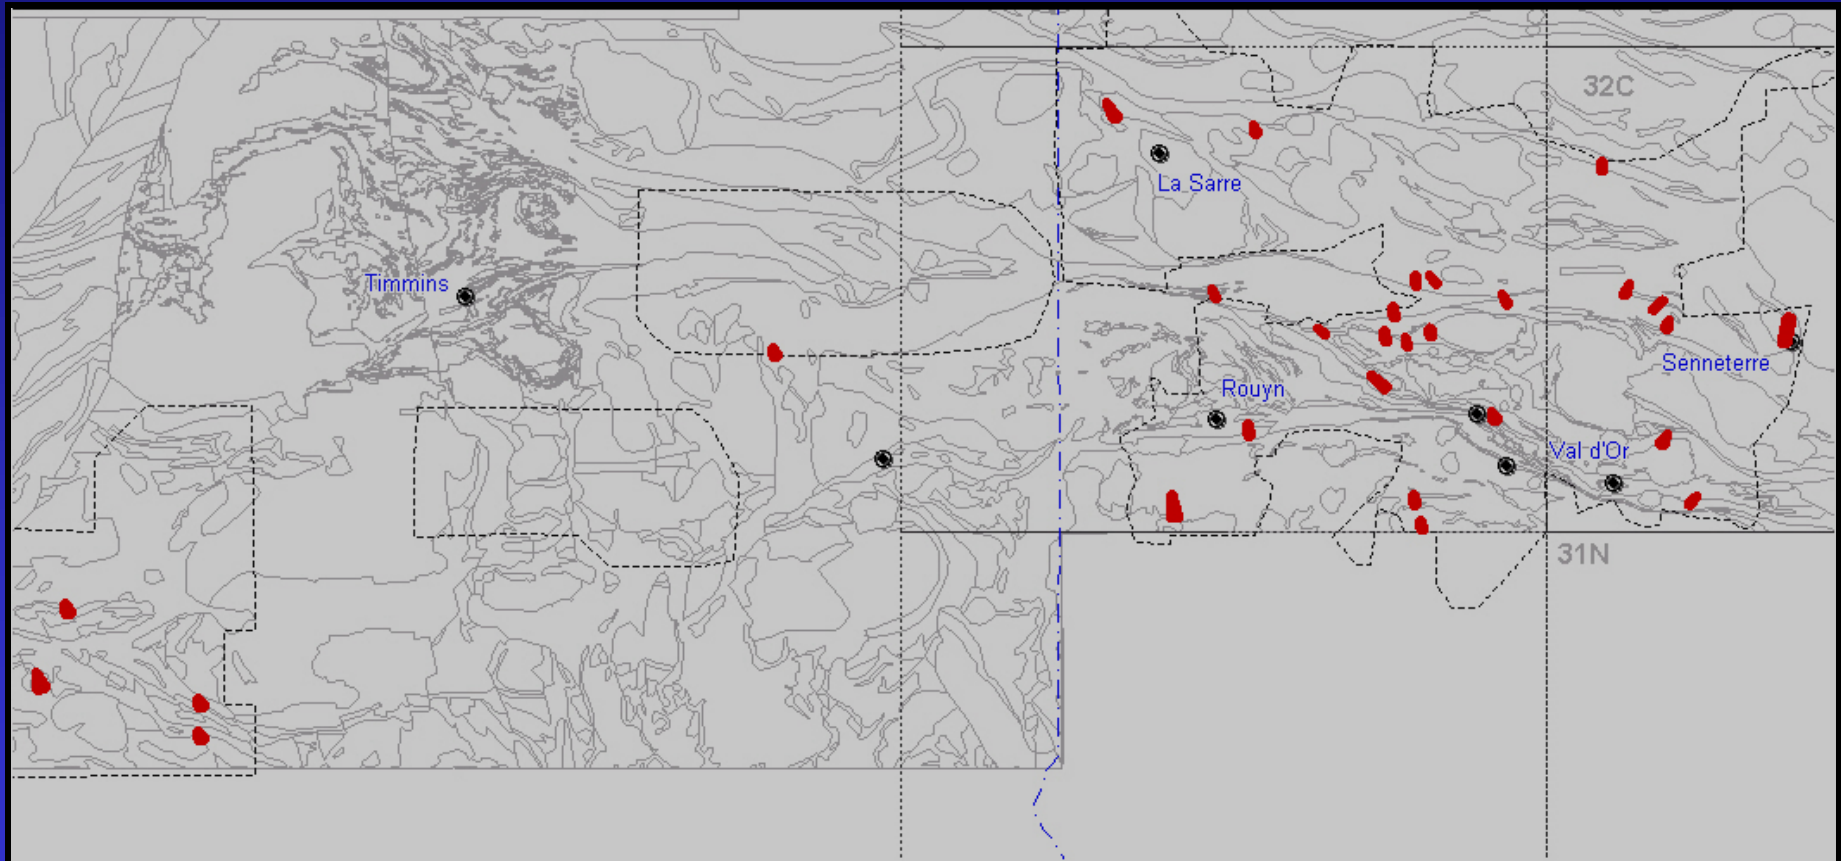 32C
La Sarre
Timmins
Senneterre
Rouyn
Val d'Or
31N